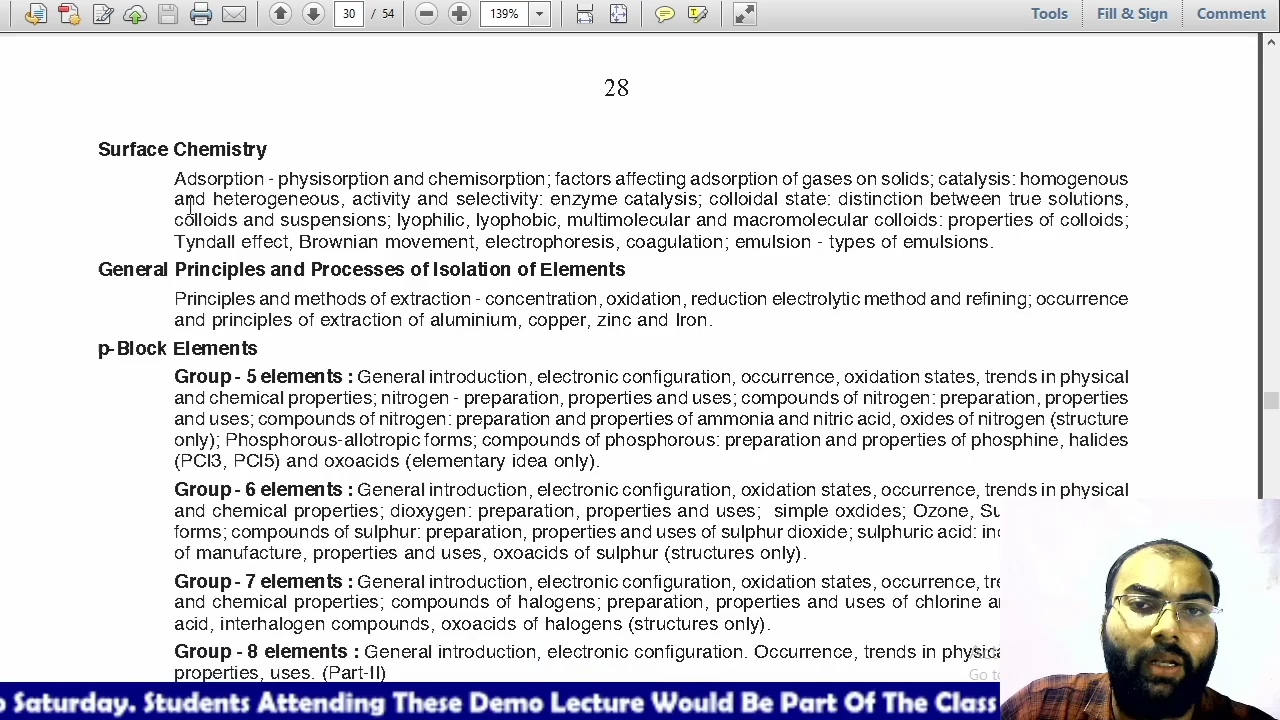 30 / 54
139%
Tools Fill & Sign Comment
28
Surface Chemistry
Adsorption - physisorption and chemisorption; factors affecting adsorption of gases on solids; catalysis: homogenous
and heterogeneous, activity and selectivity: enzyme catalysis; colloidal state: distinction between true solutions,
colloids and suspensions; lyophilic, lyophobic, multimolecular and macromolecular colloids: properties of colloids;
Tyndall effect, Brownian movement, electrophoresis, coagulation; emulsion - types of emulsions.
General Principles and Processes of Isolation of Elements
Principles and methods of extraction - concentration, oxidation, reduction electrolytic method and refining; occurrence
and principles of extraction of aluminium, copper, zinc and Iron.
p-Block Elements
Group - 5 elements : General introduction, electronic configuration, occurrence, oxidation states, trends in physical
and chemical properties; nitrogen - preparation, properties and uses; compounds of nitrogen: preparation, properties
and uses; compounds of nitrogen: preparation and properties of ammonia and nitric acid, oxides of nitrogen (structure
only); Phosphorous-allotropic forms; compounds of phosphorous: preparation and properties of phosphine, halides
(PCl3, PCl5) and oxoacids (elementary idea only).
Group - 6 elements : General introduction, electronic configuration, oxidation states, occurrence, trends in physical
and chemical properties; dioxygen: preparation, properties and uses; simple oxdides; Ozone, Su
forms; compounds of sulphur: preparation, properties and uses of sulphur dioxide; sulphuric acid: inc
of manufacture, properties and uses, oxoacids of sulphur (structures only).
Group - 7 elements : General introduction, electronic configuration, oxidation states, occurrence, tre
and chemical properties; compounds of halogens; preparation, properties and uses of chlorine a
acid, interhalogen compounds, oxoacids of halogens (structures only).
Group - 8 elements : General introduction, electronic configuration. Occurrence, trends in physica
properties, uses. (Part-II)
Go to
Saturday. Students Attending These Demo Lecture Would Be Part Of The Class